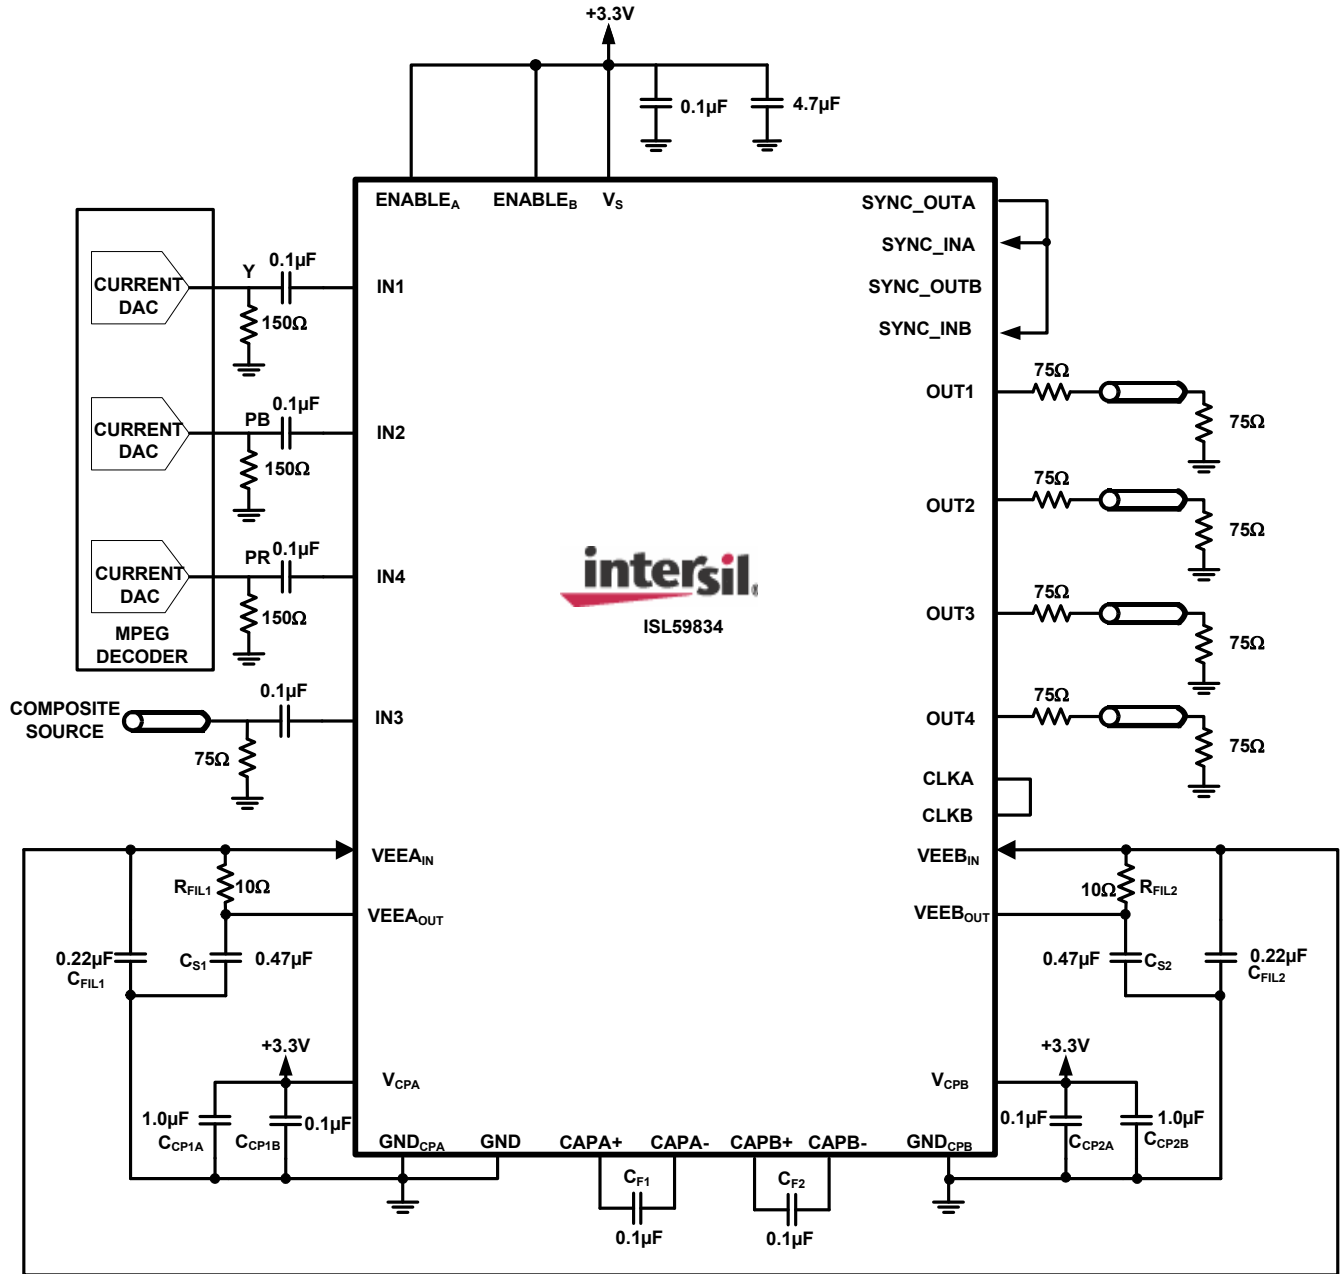 +3.3V
0.1µF
4.7µF
ENABLEA
ENABLEB
VS
SYNC_OUTA
SYNC_INA
SYNC_OUTB
SYNC_INB
CURRENT
DAC
Y
0.1µF
150Ω
IN1
CURRENT
DAC
PB
0.1µF
150Ω
IN2
CURRENT
DAC
PR
0.1µF
150Ω
IN4
MPEG
DECODER
COMPOSITE
SOURCE
0.1µF
75Ω
IN3
intersil
ISL59834
OUT1
75Ω
75Ω
OUT2
75Ω
75Ω
OUT3
75Ω
75Ω
OUT4
75Ω
75Ω
CLKA
CLKB
VEEAIN
RFIL1
10Ω
VEEAOUT
0.22µF
CFIL1
CS1
0.47µF
VEEBIN
10Ω
RFIL2
VEEBOUT
0.47µF
CS2
0.22µF
CFIL2
+3.3V
VCPA
1.0µF
CCP1A
CCP1B
0.1µF
+3.3V
VCPB
0.1µF
CCP2A
1.0µF
CCP2B
GNDCPA
GND
CAPA+
CAPA-
CAPB+
CAPB-
GNDCPB
CF1
0.1µF
CF2
0.1µF